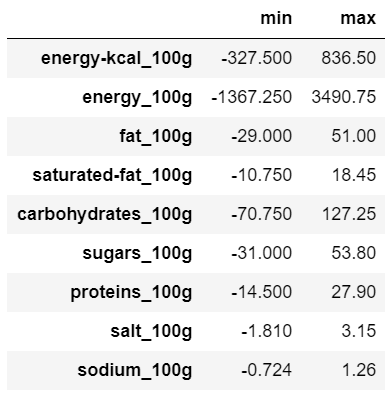 min max
energy-kcal_100g -327.500 836.50
energy_100g -1367.250 3490.75
fat_100g -29.000 51.00
saturated-fat_100g -10.750 18.45
carbohydrates_100g -70.750 127.25
sugars_100g -31.000 53.80
proteins_100g -14.500 27.90
salt_100g -1.810 3.15
sodium_100g -0.724 1.26